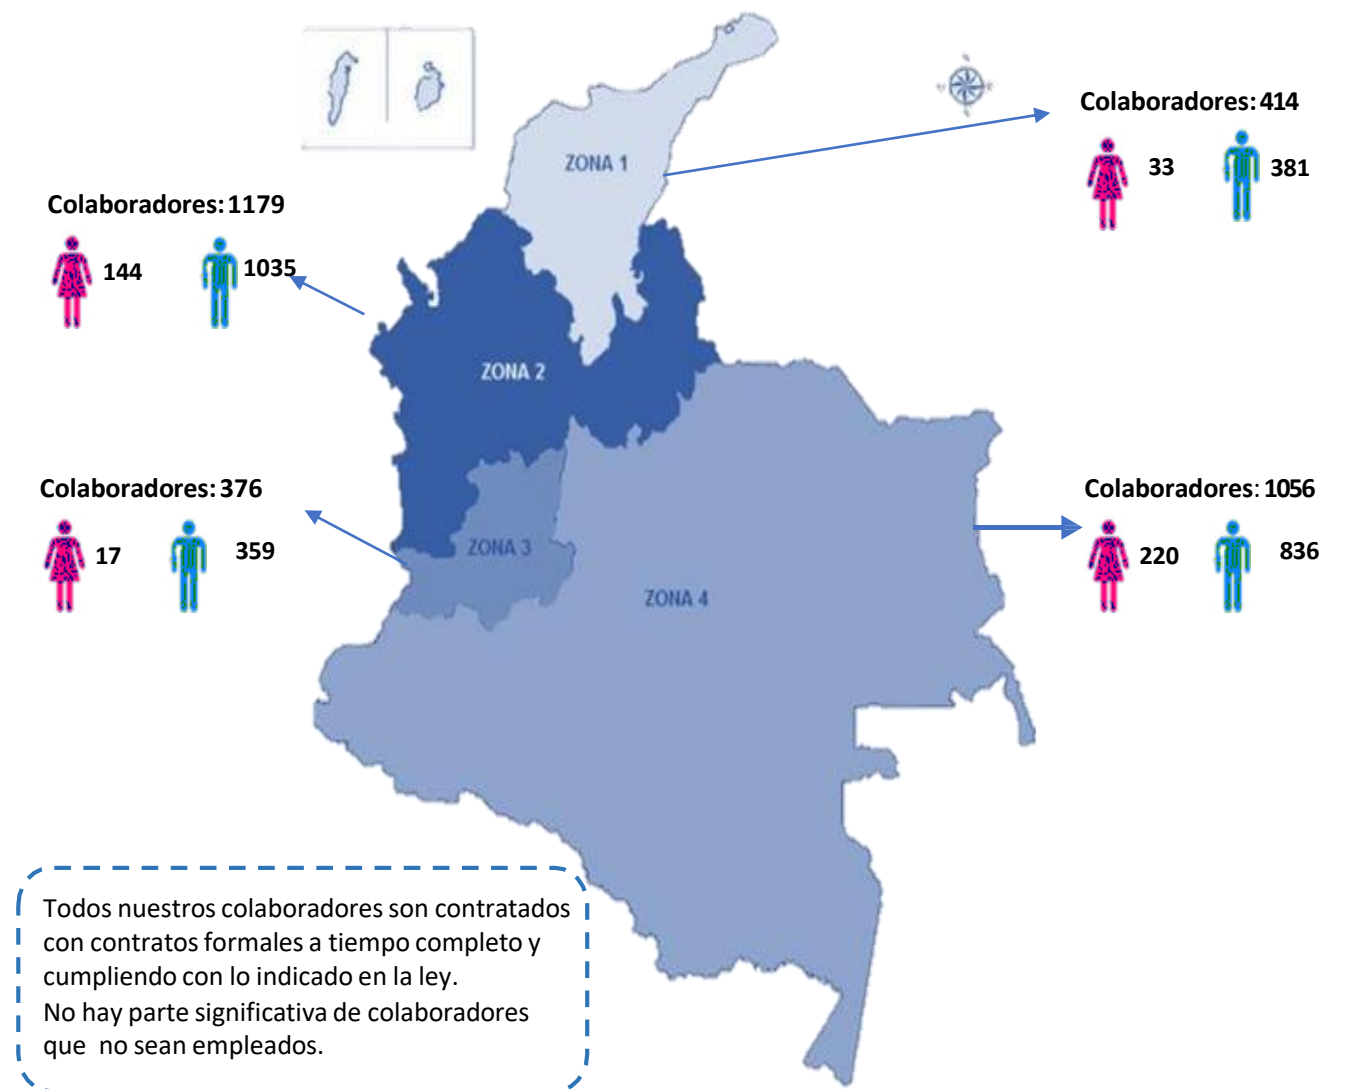 Colaboradores: 414
33
381
ZONA 1
Colaboradores: 1179
144
1035
ZONA 2
Colaboradores: 376
17
359
ZONA 3
Colaboradores: 1056
220
836
ZONA 4
Todos nuestros colaboradores son contratados
con contratos formales a tiempo completo y
cumpliendo con lo indicado en la ley.
No hay parte significativa de colaboradores
que no sean empleados.